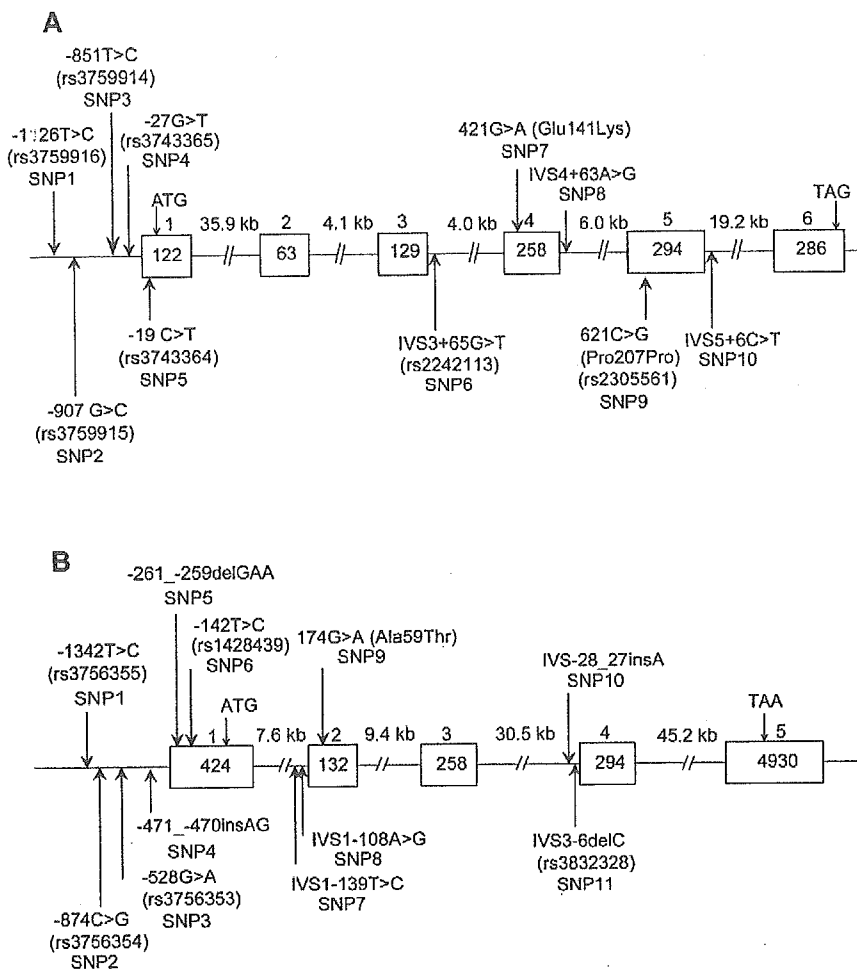 A
-851T>C
(rs3759914)
SNP3
-27G>T
(rs3743365)
SNP4
-1126T>C
(rs3759916)
SNP1
ATG
421G>A (Glu141Lys)
SNP7
IVS4+63A>G
SNP8
TAG
1
35.9 kb
2
4.1 kb
3
4.0 kb
4
6.0 kb
5
19.2 kb
6
122
63
129
258
294
286
-19 C>T
(rs3743364)
SNP5
-907 G>C
(rs3759915)
SNP2
IVS3+65G>T
(rs2242113)
SNP6
621C>G
(Pro207Pro)
(rs2305561)
SNP9
IVS5+6C>T
SNP10
B
-261_-259delGAA
SNP5
-142T>C
(rs1428439)
SNP6
-1342T>C
(rs3756355)
SNP1
ATG
174G>A (Ala59Thr)
SNP9
IVS-28_27insA
SNP10
TAA
1
7.6 kb
2
9.4 kb
3
30.5 kb
4
45.2 kb
5
424
132
258
294
4930
-471_-470insAG
SNP4
-528G>A
(rs3756353)
SNP3
-874C>G
(rs3756354)
SNP2
IVS1-108A>G
SNP8
IVS1-139T>C
SNP7
IVS3-6delC
(rs3832328)
SNP11